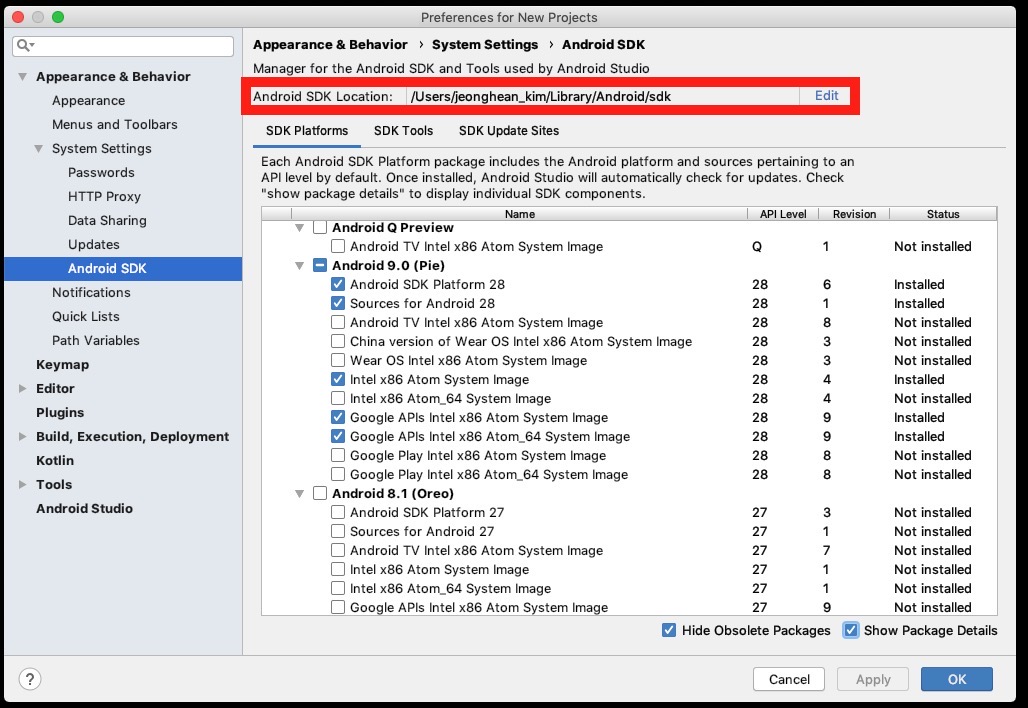 Preferences for New Projects
Appearance & Behavior
Appearance
Menus and Toolbars
System Settings
Passwords
HTTP Proxy
Data Sharing
Updates
Android SDK
Notifications
Quick Lists
Path Variables
Keymap
Editor
Plugins
Build, Execution, Deployment
Kotlin
Tools
Android Studio
Appearance & Behavior › System Settings › Android SDK
Manager for the Android SDK and Tools used by Android Studio
Android SDK Location: /Users/jeonghean_kim/Library/Android/sdk Edit
SDK Platforms SDK Tools SDK Update Sites
Each Android SDK Platform package includes the Android platform and sources pertaining to an
API level by default. Once installed, Android Studio will automatically check for updates. Check
"show package details" to display individual SDK components.
Name API Level Revision Status
Android Q Preview
Android TV Intel x86 Atom System Image Q 1 Not installed
Android 9.0 (Pie)
Android SDK Platform 28 28 6 Installed
Sources for Android 28 28 1 Installed
Android TV Intel x86 Atom System Image 28 8 Not installed
China version of Wear OS Intel x86 Atom System Image 28 3 Not installed
Wear OS Intel x86 Atom System Image 28 3 Not installed
Intel x86 Atom System Image 28 4 Installed
Intel x86 Atom_64 System Image 28 4 Not installed
Google APIs Intel x86 Atom System Image 28 9 Installed
Google APIs Intel x86 Atom_64 System Image 28 9 Installed
Google Play Intel x86 Atom System Image 28 8 Not installed
Google Play Intel x86 Atom_64 System Image 28 8 Not installed
Android 8.1 (Oreo)
Android SDK Platform 27 27 3 Not installed
Sources for Android 27 27 1 Not installed
Android TV Intel x86 Atom System Image 27 7 Not installed
Intel x86 Atom System Image 27 1 Not installed
Intel x86 Atom_64 System Image 27 1 Not installed
Google APIs Intel x86 Atom System Image 27 9 Not installed
Hide Obsolete Packages Show Package Details
? Cancel Apply OK